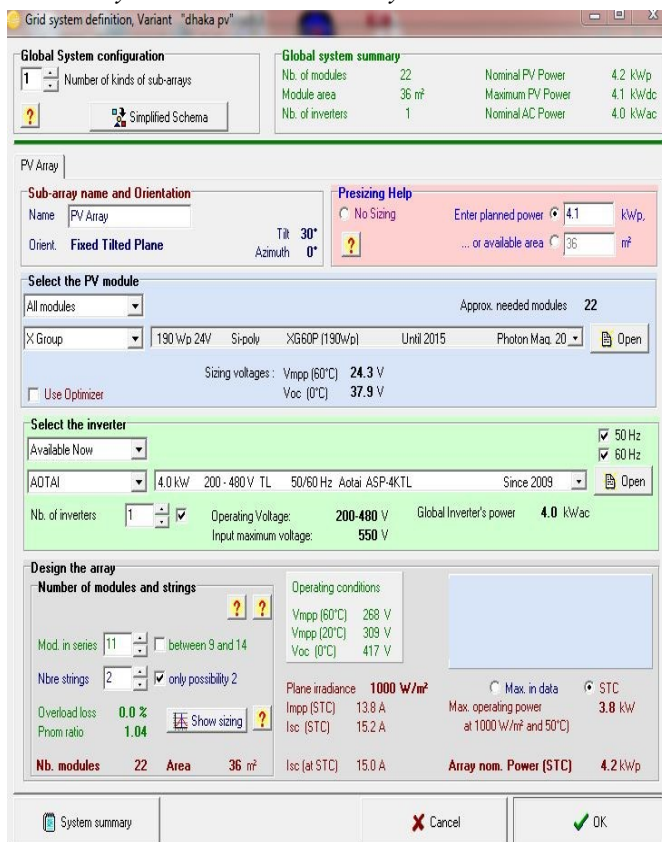 Grid system definition, Variant "dhaka pv"
Global System configuration
1 Number of kinds of sub-arrays
? Simplified Schema
Global system summary
Nb. of modules 22 Nominal PV Power 4.2 kWp
Module area 36 m² Maximum PV Power 4.1 kWdc
Nb. of inverters 1 Nominal AC Power 4.0 kWac
PV Array
Sub-array name and Orientation
Name PV Array
Orient. Fixed Tilted Plane
Tilt 30°
Azimuth 0°
Presizing Help
No Sizing Enter planned power 4.1 kWp,
? ... or available area 36 m²
Select the PV module
All modules Approx. needed modules 22
X Group 190 Wp 24V Si-poly XG60P (190Wp) Until 2015 Photon Mag. 20 Open
Sizing voltages : Vmpp (60°C) 24.3 V
Use Optimizer Voc (0°C) 37.9 V
Select the inverter
Available Now 50 Hz
60 Hz
AOTAI 4.0 kW 200 - 480 V TL 50/60 Hz Aotai ASP-4KTL Since 2009 Open
Nb. of inverters 1 Operating Voltage: 200-480 V Global Inverter's power 4.0 kWac
Input maximum voltage: 550 V
Design the array
Number of modules and strings
? ?
Mod. in series 11 between 9 and 14
Nbre strings 2 only possibility 2
Overload loss 0.0 %
Pnom ratio 1.04
Show sizing ?
Nb. modules 22 Area 36 m²
Operating conditions
Vmpp (60°C) 268 V
Vmpp (20°C) 309 V
Voc (0°C) 417 V
Plane irradiance 1000 W/m²
Impp (STC) 13.8 A
Isc (STC) 15.2 A
Isc (at STC) 15.0 A
Max. in data STC
Max. operating power 3.8 kW
at 1000 W/m² and 50°C)
Array nom. Power (STC) 4.2 kWp
System summary Cancel OK